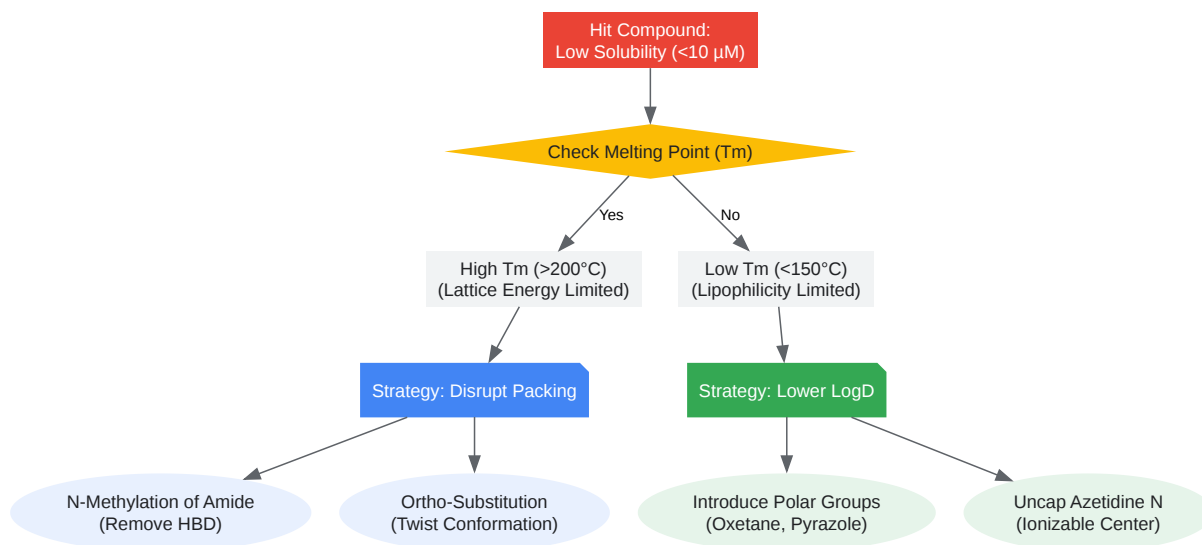 Hit Compound:
Low Solubility (<10 µM)
Check Melting Point (Tm)
Yes
No
High Tm (>200°C)
(Lattice Energy Limited)
Low Tm (<150°C)
(Lipophilicity Limited)
Strategy: Disrupt Packing
Strategy: Lower LogD
N-Methylation of Amide
(Remove HBD)
Ortho-Substitution
(Twist Conformation)
Introduce Polar Groups
(Oxetane, Pyrazole)
Uncap Azetidine N
(Ionizable Center)